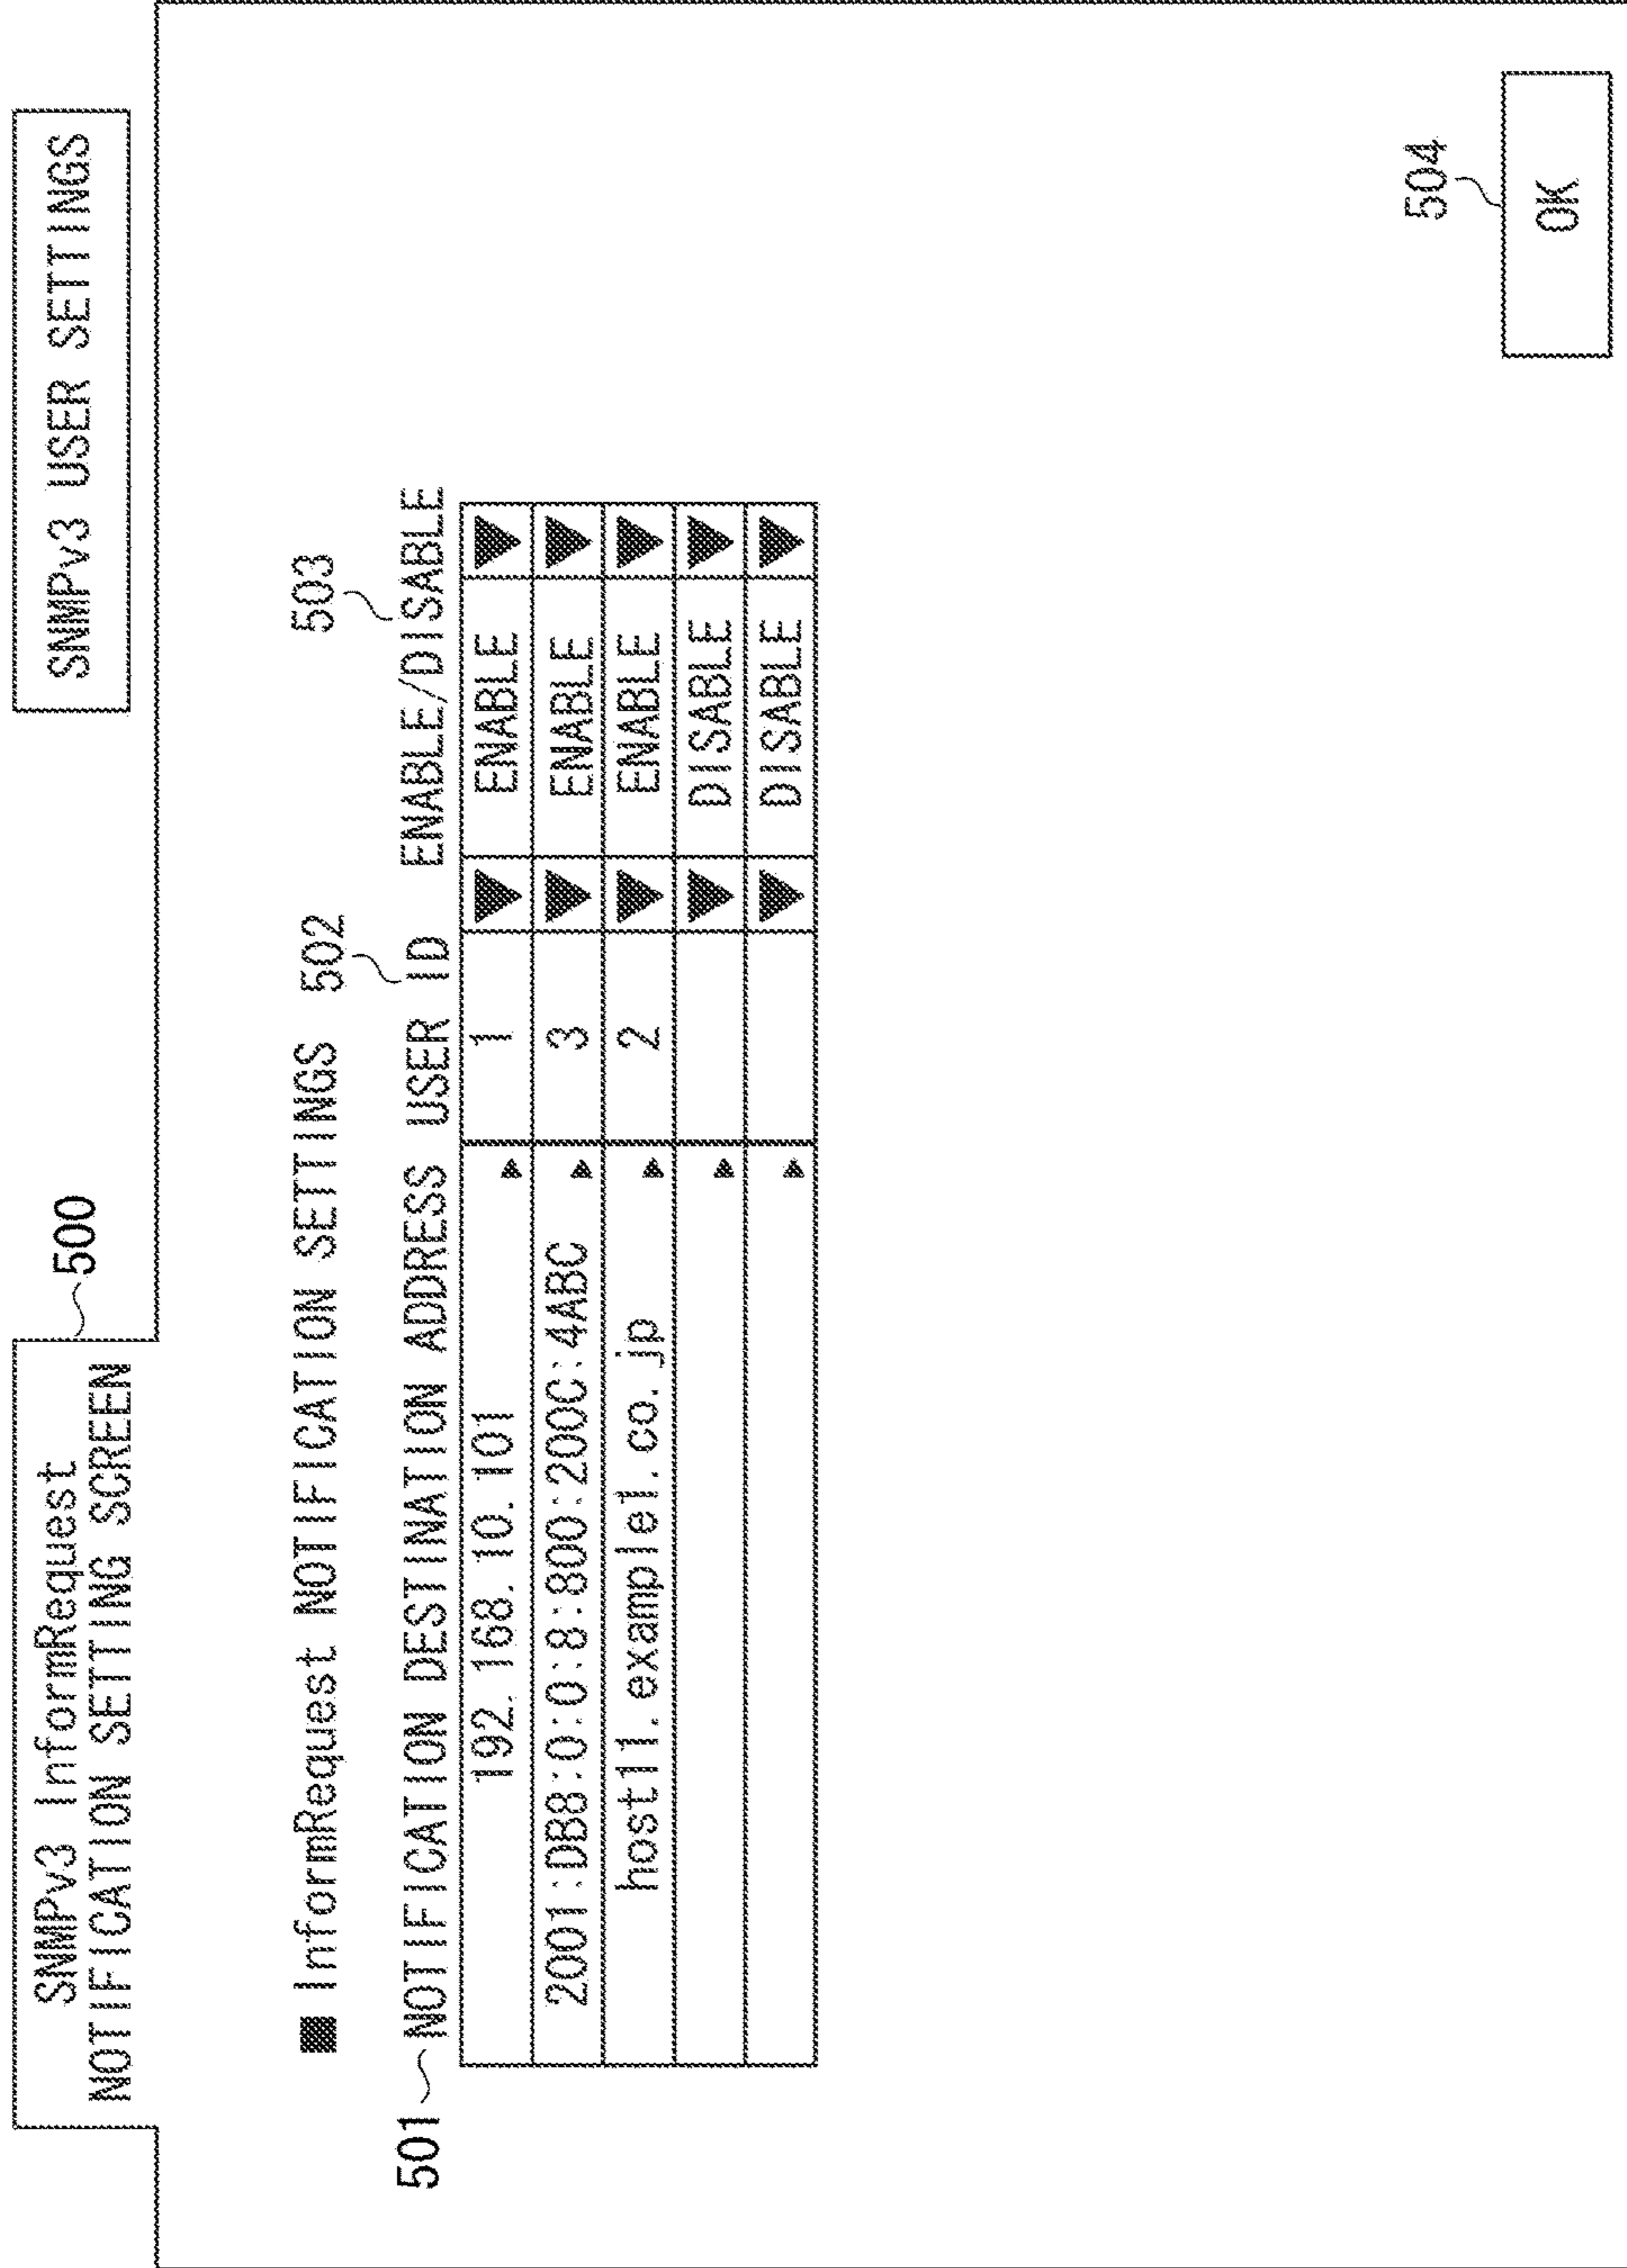 SNMPv3 InformRequest
NOTIFICATION SETTING SCREEN
500
SNMPv3 USER SETTINGS
■ InformRequest NOTIFICATION SETTINGS
502
503
501
NOTIFICATION DESTINATION ADDRESS USER ID ENABLE/DISABLE
192.168.10.101 1 ENABLE
2001:DB8:0:0:8:800:200C:4ABC 3 ENABLE
host11.example1.co.jp 2 ENABLE
DISABLE
DISABLE
504
OK